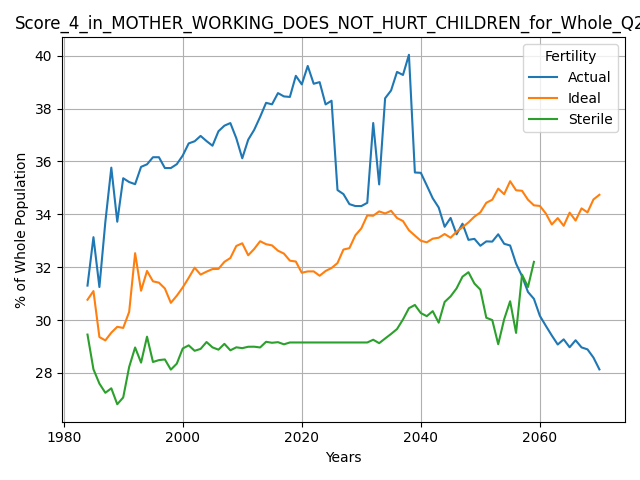 Score_4_in_MOTHER_WORKING_DOES_NOT_HURT_CHILDREN_for_Whole_Q2
Fertility
Actual
Ideal
Sterile
% of Whole Population
40
38
36
34
32
30
28
1980
2000
2020
2040
2060
Years